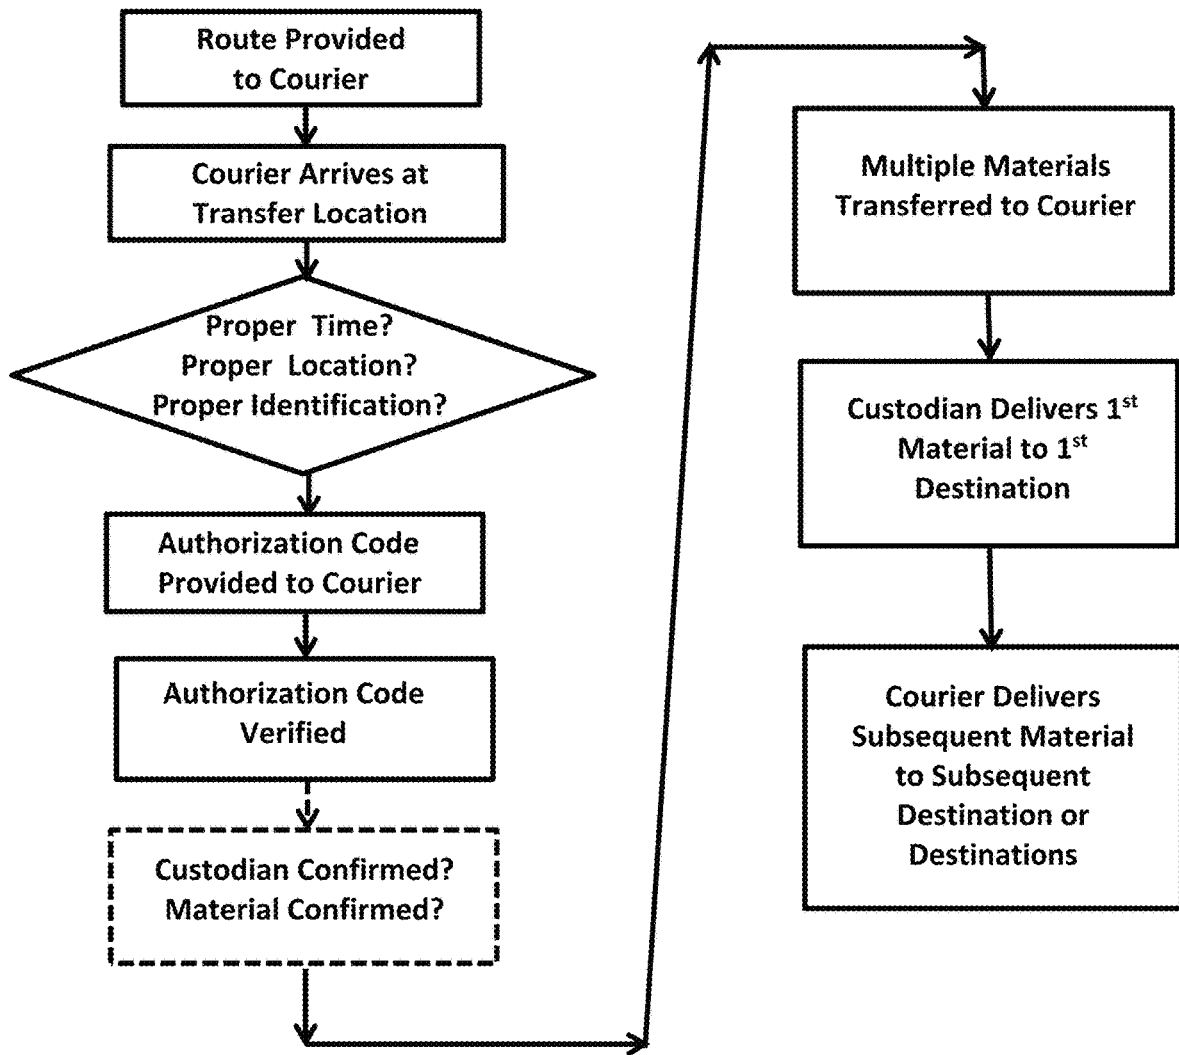 Route Provided
to Courier
Courier Arrives at
Transfer Location
Proper Time?
Proper Location?
Proper Identification?
Authorization Code
Provided to Courier
Authorization Code
Verified
Custodian Confirmed?
Material Confirmed?
Multiple Materials
Transferred to Courier
Custodian Delivers 1st
Material to 1st
Destination
Courier Delivers
Subsequent Material
to Subsequent
Destination or
Destinations